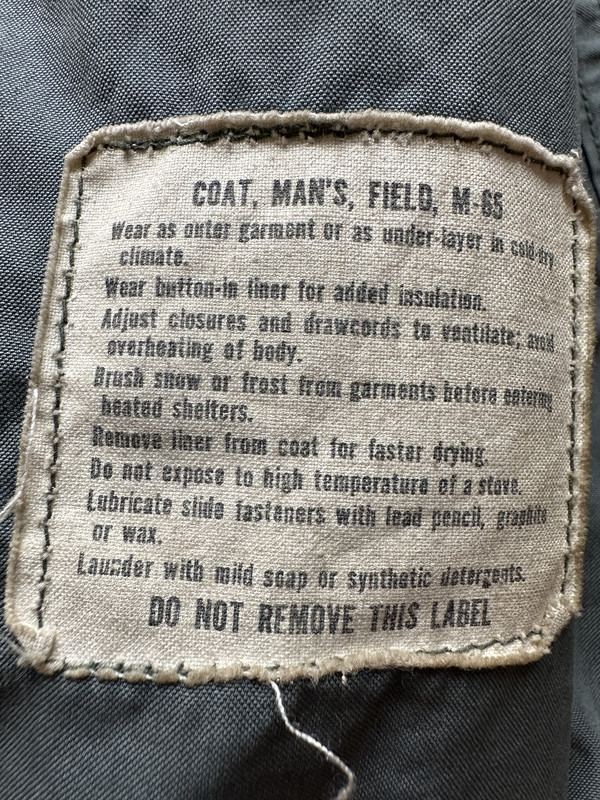 COAT, MAN'S, FIELD, M-65
Wear as outer garment or as under-layer in cold-dry
climate.
Wear button-in liner for added insulation.
Adjust closures and drawcords to ventilate; avoid
overheating of body.
Brush snow or frost from garments before entering
heated shelters.
Remove liner from coat for faster drying.
Do not expose to high temperature of a stove.
Lubricate slide fasteners with lead pencil, graphite
or wax.
Launder with mild soap or synthetic detergents.
DO NOT REMOVE THIS LABEL